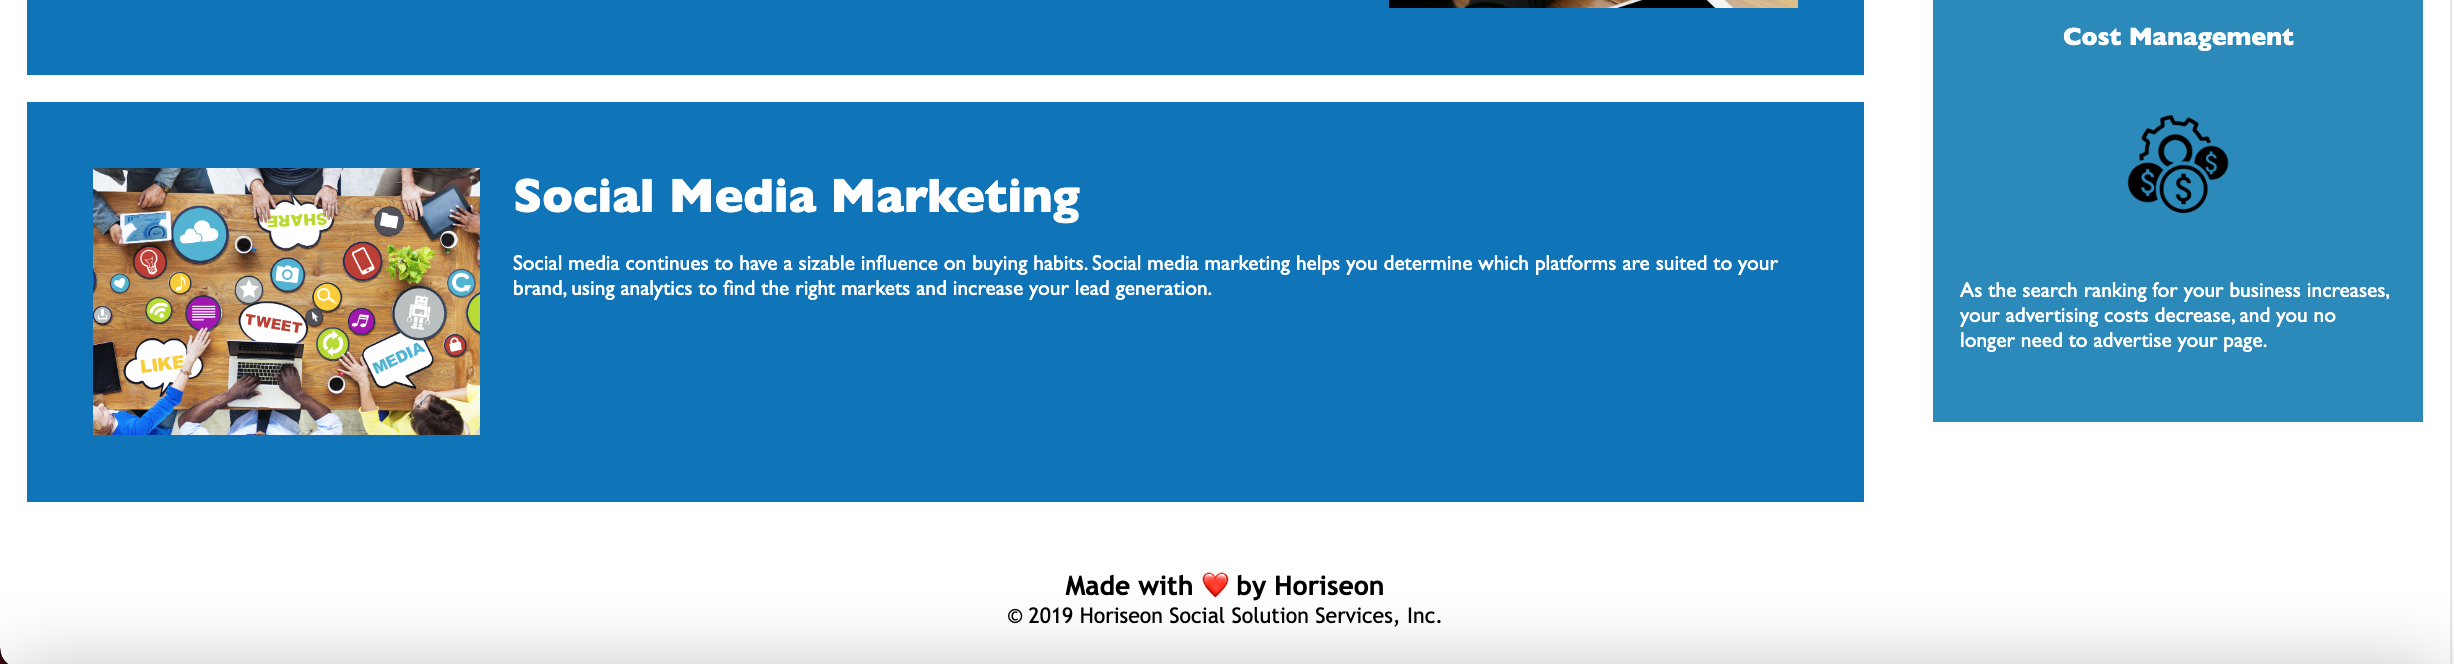 Cost Management
Social Media Marketing
Social media continues to have a sizable influence on buying habits. Social media marketing helps you determine which platforms are suited to your
brand, using analytics to find the right markets and increase your lead generation.
SHARE
TWEET
LIKE
MEDIA
$
$
$
As the search ranking for your business increases,
your advertising costs decrease, and you no
longer need to advertise your page.
Made with ❤️ by Horiseon
© 2019 Horiseon Social Solution Services, Inc.